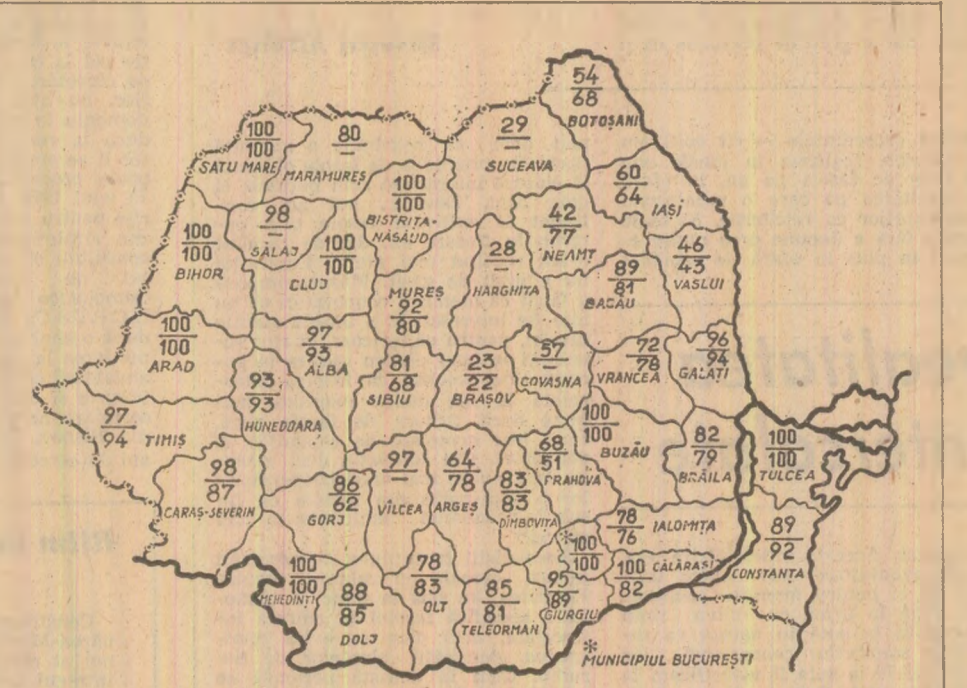 54
68
BOTOȘANI
29
—
SUCEAVA
100
100
SATU MARE
80
—
MARAMUREȘ
60
64
IAȘI
100
100
BISTRIȚA-
NĂSĂUD
98
—
SĂLAJ
42
77
NEAMȚ
100
100
BIHOR
100
100
CLUJ
28
—
HARGHITA
46
43
VASLUI
89
81
BACĂU
MUREȘ
92
80
100
100
ARAD
97
93
ALBA
81
68
SIBIU
23
22
BRAȘOV
57
—
COVASNA
72
78
VRANCEA
96
94
GALAȚI
93
93
HUNEDOARA
97
94
TIMIȘ
100
100
BUZĂU
82
79
BRĂILA
100
100
TULCEA
98
87
CARAȘ-SEVERIN
86
62
GORJ
97
—
VÎLCEA
64
78
ARGEȘ
83
83
DÎMBOVIȚA
68
51
PRAHOVA
78
76
IALOMIȚA
89
92
CONSTANȚA
*
100
100
100
82
CĂLĂRAȘI
100
100
MEHEDINȚI
88
85
DOLJ
78
83
OLT
85
81
TELEORMAN
95
89
GIURGIU
*
MUNICIPIUL BUCUREȘTI